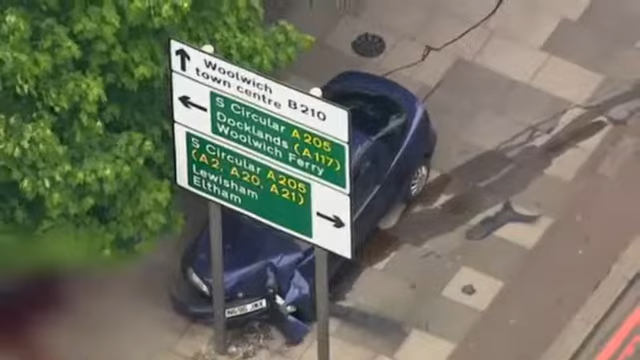 Woolwich
town centre B210
S Circular A205
Docklands (A117)
Woolwich Ferry
S Circular A205
(A2, A20, A21)
Lewisham
Eltham